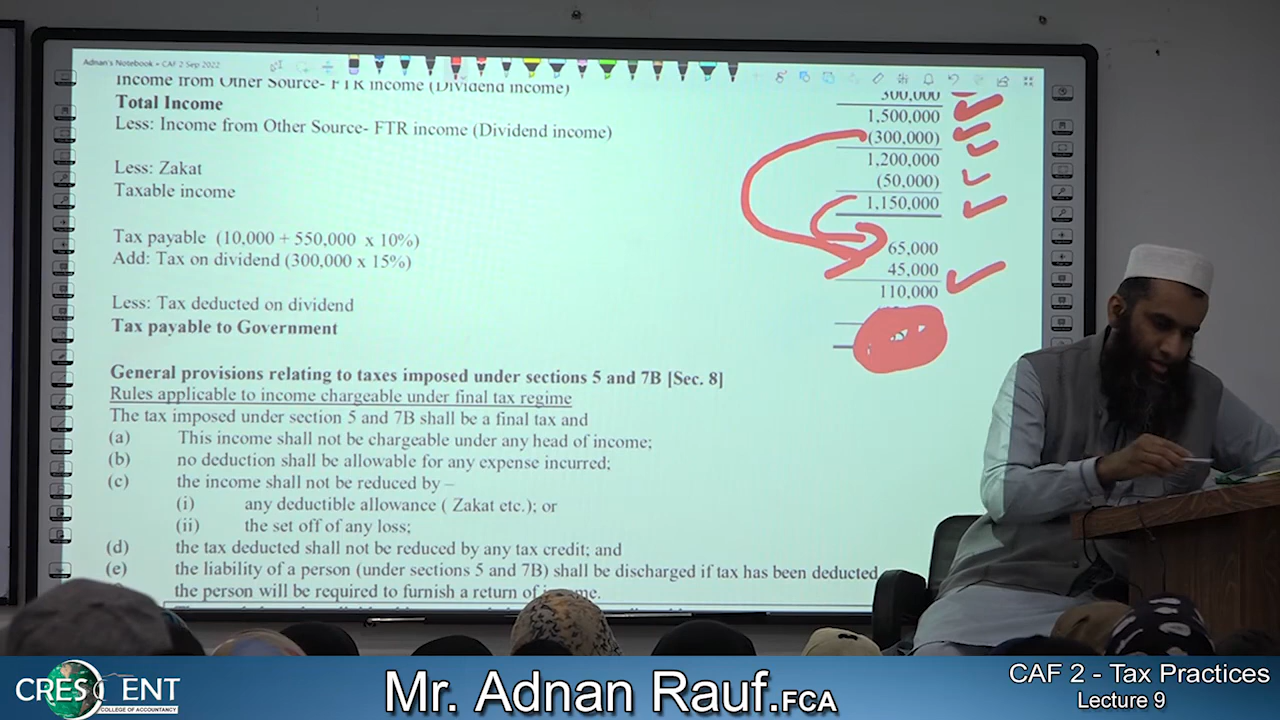 Adnan's Notebook • CAF 2 Sep 2022
Income from Other Source- FTR income (Dividend income) 300,000
Total Income 1,500,000
Less: Income from Other Source- FTR income (Dividend income) (300,000)
1,200,000
Less: Zakat (50,000)
Taxable income 1,150,000
Tax payable (10,000 + 550,000 x 10%) 65,000
Add: Tax on dividend (300,000 x 15%) 45,000
110,000
Less: Tax deducted on dividend
Tax payable to Government
General provisions relating to taxes imposed under sections 5 and 7B [Sec. 8]
Rules applicable to income chargeable under final tax regime
The tax imposed under section 5 and 7B shall be a final tax and
(a) This income shall not be chargeable under any head of income;
(b) no deduction shall be allowable for any expense incurred;
(c) the income shall not be reduced by –
(i) any deductible allowance ( Zakat etc.); or
(ii) the set off of any loss;
(d) the tax deducted shall not be reduced by any tax credit; and
(e) the liability of a person (under sections 5 and 7B) shall be discharged if tax has been deducted
the person will be required to furnish a return of
CRESCENT
COLLEGE OF ACCOUNTANCY
Mr. Adnan Rauf.FCA
CAF 2 - Tax Practices
Lecture 9